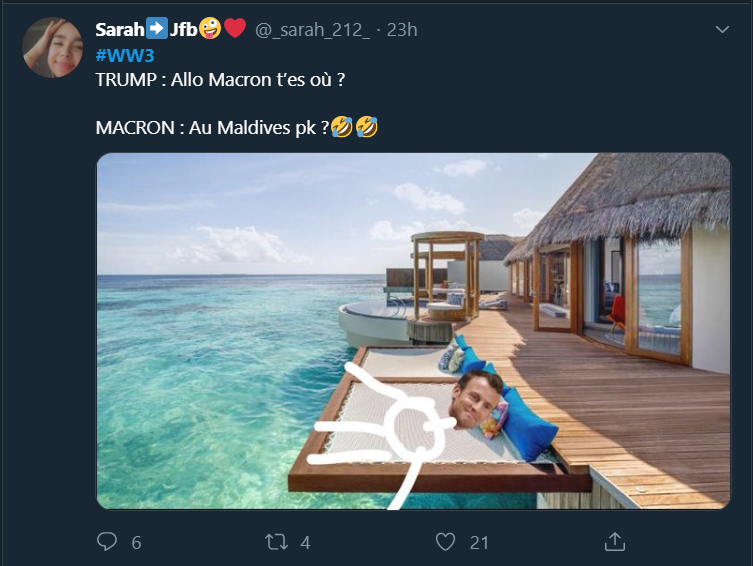 Sarah➡️Jfb🤪❤️ @_sarah_212_ · 23h
#WW3
TRUMP : Allo Macron t’es où ?
MACRON : Au Maldives pk ?🤣🤣
6 4 21